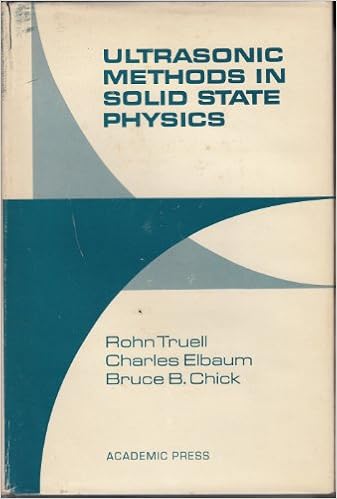 ULTRASONIC
METHODS IN
SOLID STATE
PHYSICS
Rohn Truell
Charles Elbaum
Bruce B. Chick
ACADEMIC PRESS